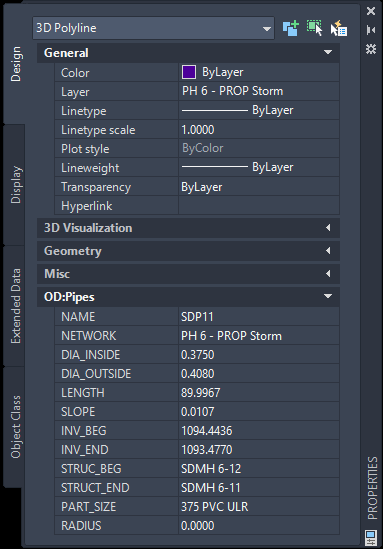 3D Polyline
General
Color ByLayer
Layer PH 6 - PROP Storm
Linetype ByLayer
Linetype scale 1.0000
Plot style ByColor
Lineweight ByLayer
Transparency ByLayer
Hyperlink
3D Visualization
Geometry
Misc
OD:Pipes
NAME SDP11
NETWORK PH 6 - PROP Storm
DIA_INSIDE 0.3750
DIA_OUTSIDE 0.4080
LENGTH 89.9967
SLOPE 0.0107
INV_BEG 1094.4436
INV_END 1093.4770
STRUC_BEG SDMH 6-12
STRUCT_END SDMH 6-11
PART_SIZE 375 PVC ULR
RADIUS 0.0000
Design
Display
Extended Data
Object Class
PROPERTIES